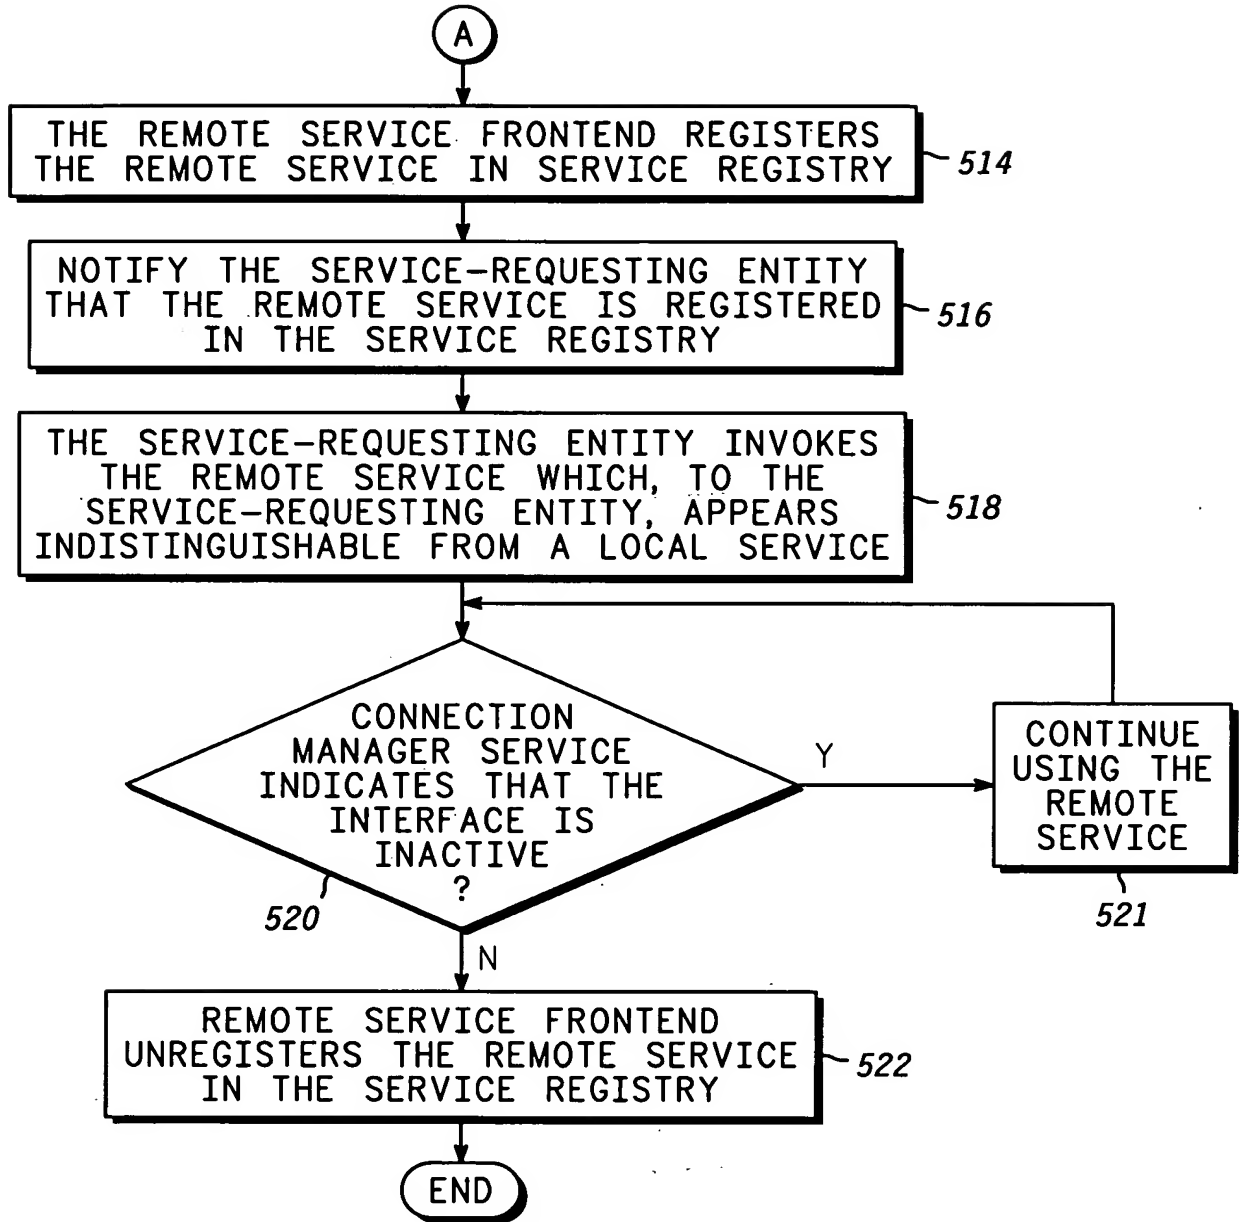 A
THE REMOTE SERVICE FRONTEND REGISTERS
THE REMOTE SERVICE IN SERVICE REGISTRY
514
NOTIFY THE SERVICE-REQUESTING ENTITY
THAT THE REMOTE SERVICE IS REGISTERED
IN THE SERVICE REGISTRY
516
THE SERVICE-REQUESTING ENTITY INVOKES
THE REMOTE SERVICE WHICH, TO THE
SERVICE-REQUESTING ENTITY, APPEARS
INDISTINGUISHABLE FROM A LOCAL SERVICE
518
CONNECTION
MANAGER SERVICE
INDICATES THAT THE
INTERFACE IS
INACTIVE
?
520
Y
CONTINUE
USING THE
REMOTE
SERVICE
521
N
REMOTE SERVICE FRONTEND
UNREGISTERS THE REMOTE SERVICE
IN THE SERVICE REGISTRY
522
END